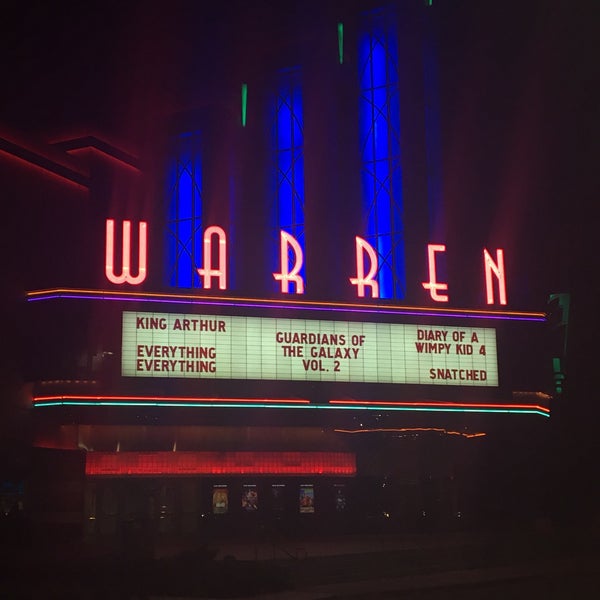 WARREN
KING ARTHUR
EVERYTHING
EVERYTHING
GUARDIANS OF
THE GALAXY
VOL. 2
DIARY OF A
WIMPY KID 4
SNATCHED